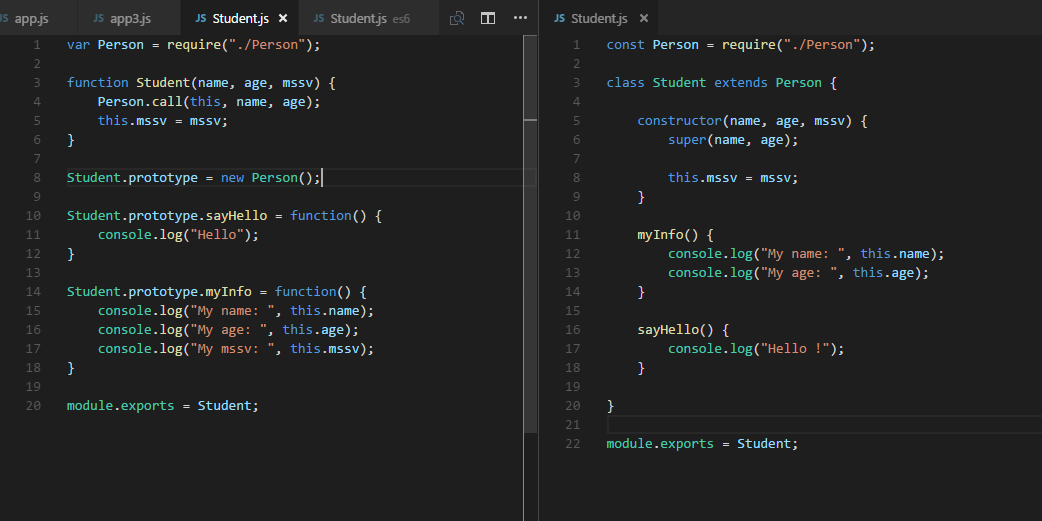 JS app.js JS app3.js JS Student.js × JS Student.js es6 ...
1 var Person = require("./Person");
2
3 function Student(name, age, mssv) {
4     Person.call(this, name, age);
5     this.mssv = mssv;
6 }
7
8 Student.prototype = new Person();
9
10 Student.prototype.sayHello = function() {
11     console.log("Hello");
12 }
13
14 Student.prototype.myInfo = function() {
15     console.log("My name: ", this.name);
16     console.log("My age: ", this.age);
17     console.log("My mssv: ", this.mssv);
18 }
19
20 module.exports = Student;
JS Student.js ×
1 const Person = require("./Person");
2
3 class Student extends Person {
4
5     constructor(name, age, mssv) {
6         super(name, age);
7
8         this.mssv = mssv;
9     }
10
11     myInfo() {
12         console.log("My name: ", this.name);
13         console.log("My age: ", this.age);
14     }
15
16     sayHello() {
17         console.log("Hello !");
18     }
19
20 }
21
22 module.exports = Student;